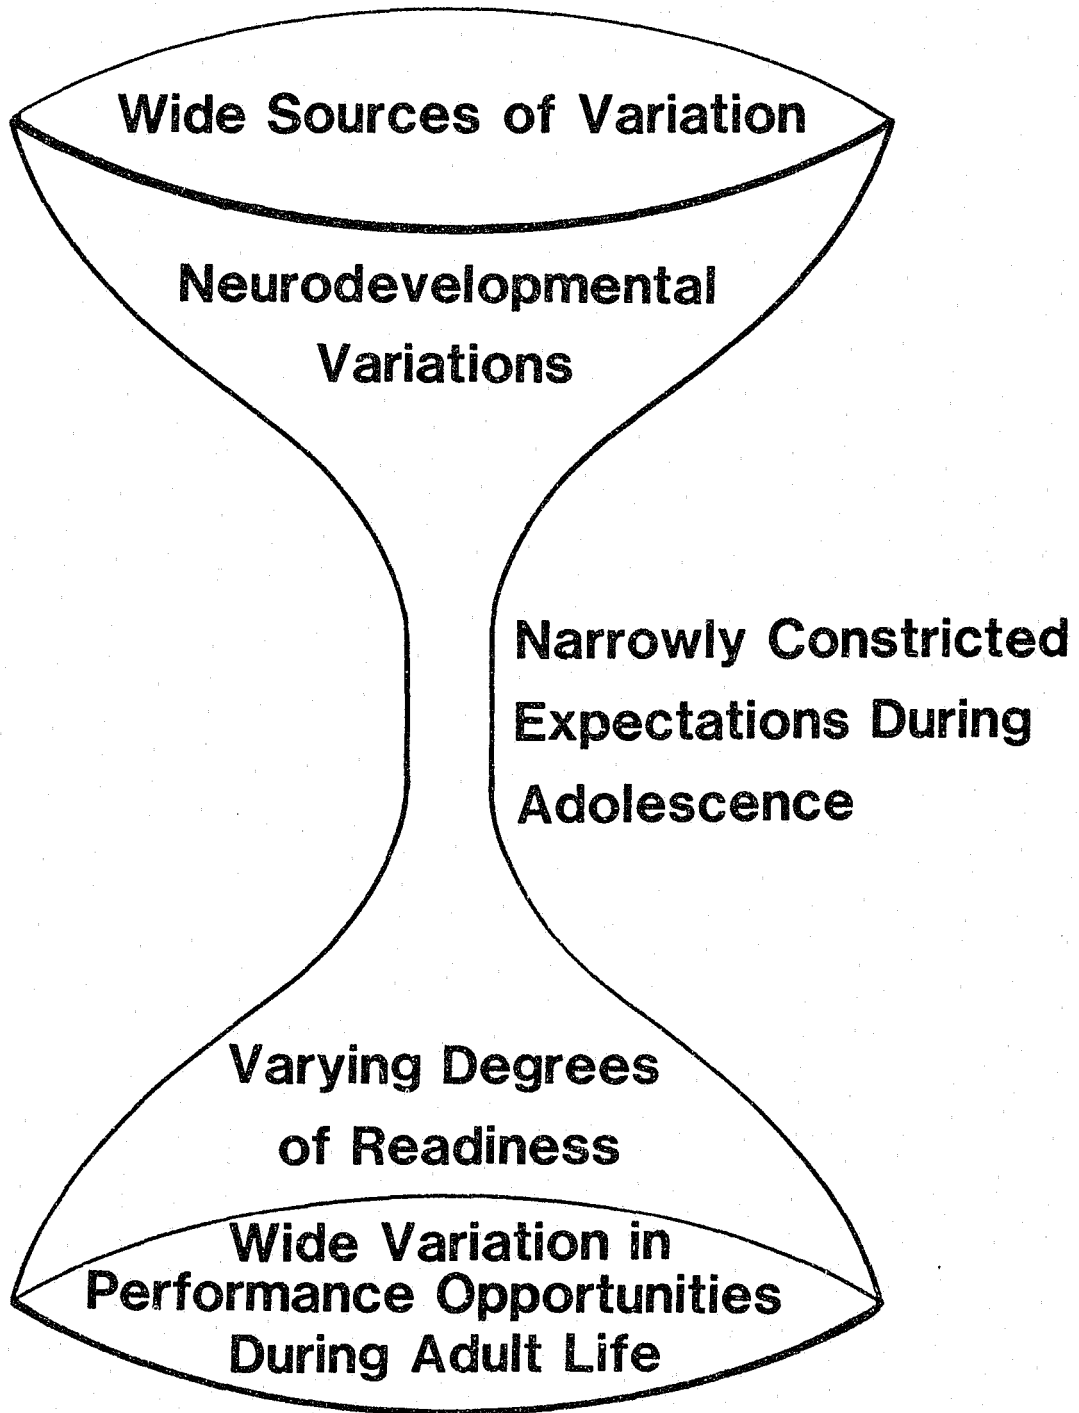 Wide Sources of Variation
Neurodevelopmental
Variations
Narrowly Constricted
Expectations During
Adolescence
Varying Degrees
of Readiness
Wide Variation in
Performance Opportunities
During Adult Life